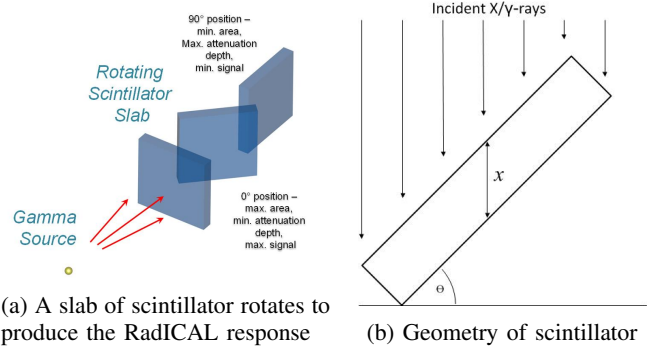 90° position –
min. area,
Max. attenuation
depth,
min. signal
Rotating
Scintillator
Slab
0° position –
max. area,
min. attenuation
depth,
max. signal
Gamma
Source
(a) A slab of scintillator rotates to
produce the RadICAL response
Incident X/γ-rays
x
Θ
(b) Geometry of scintillator